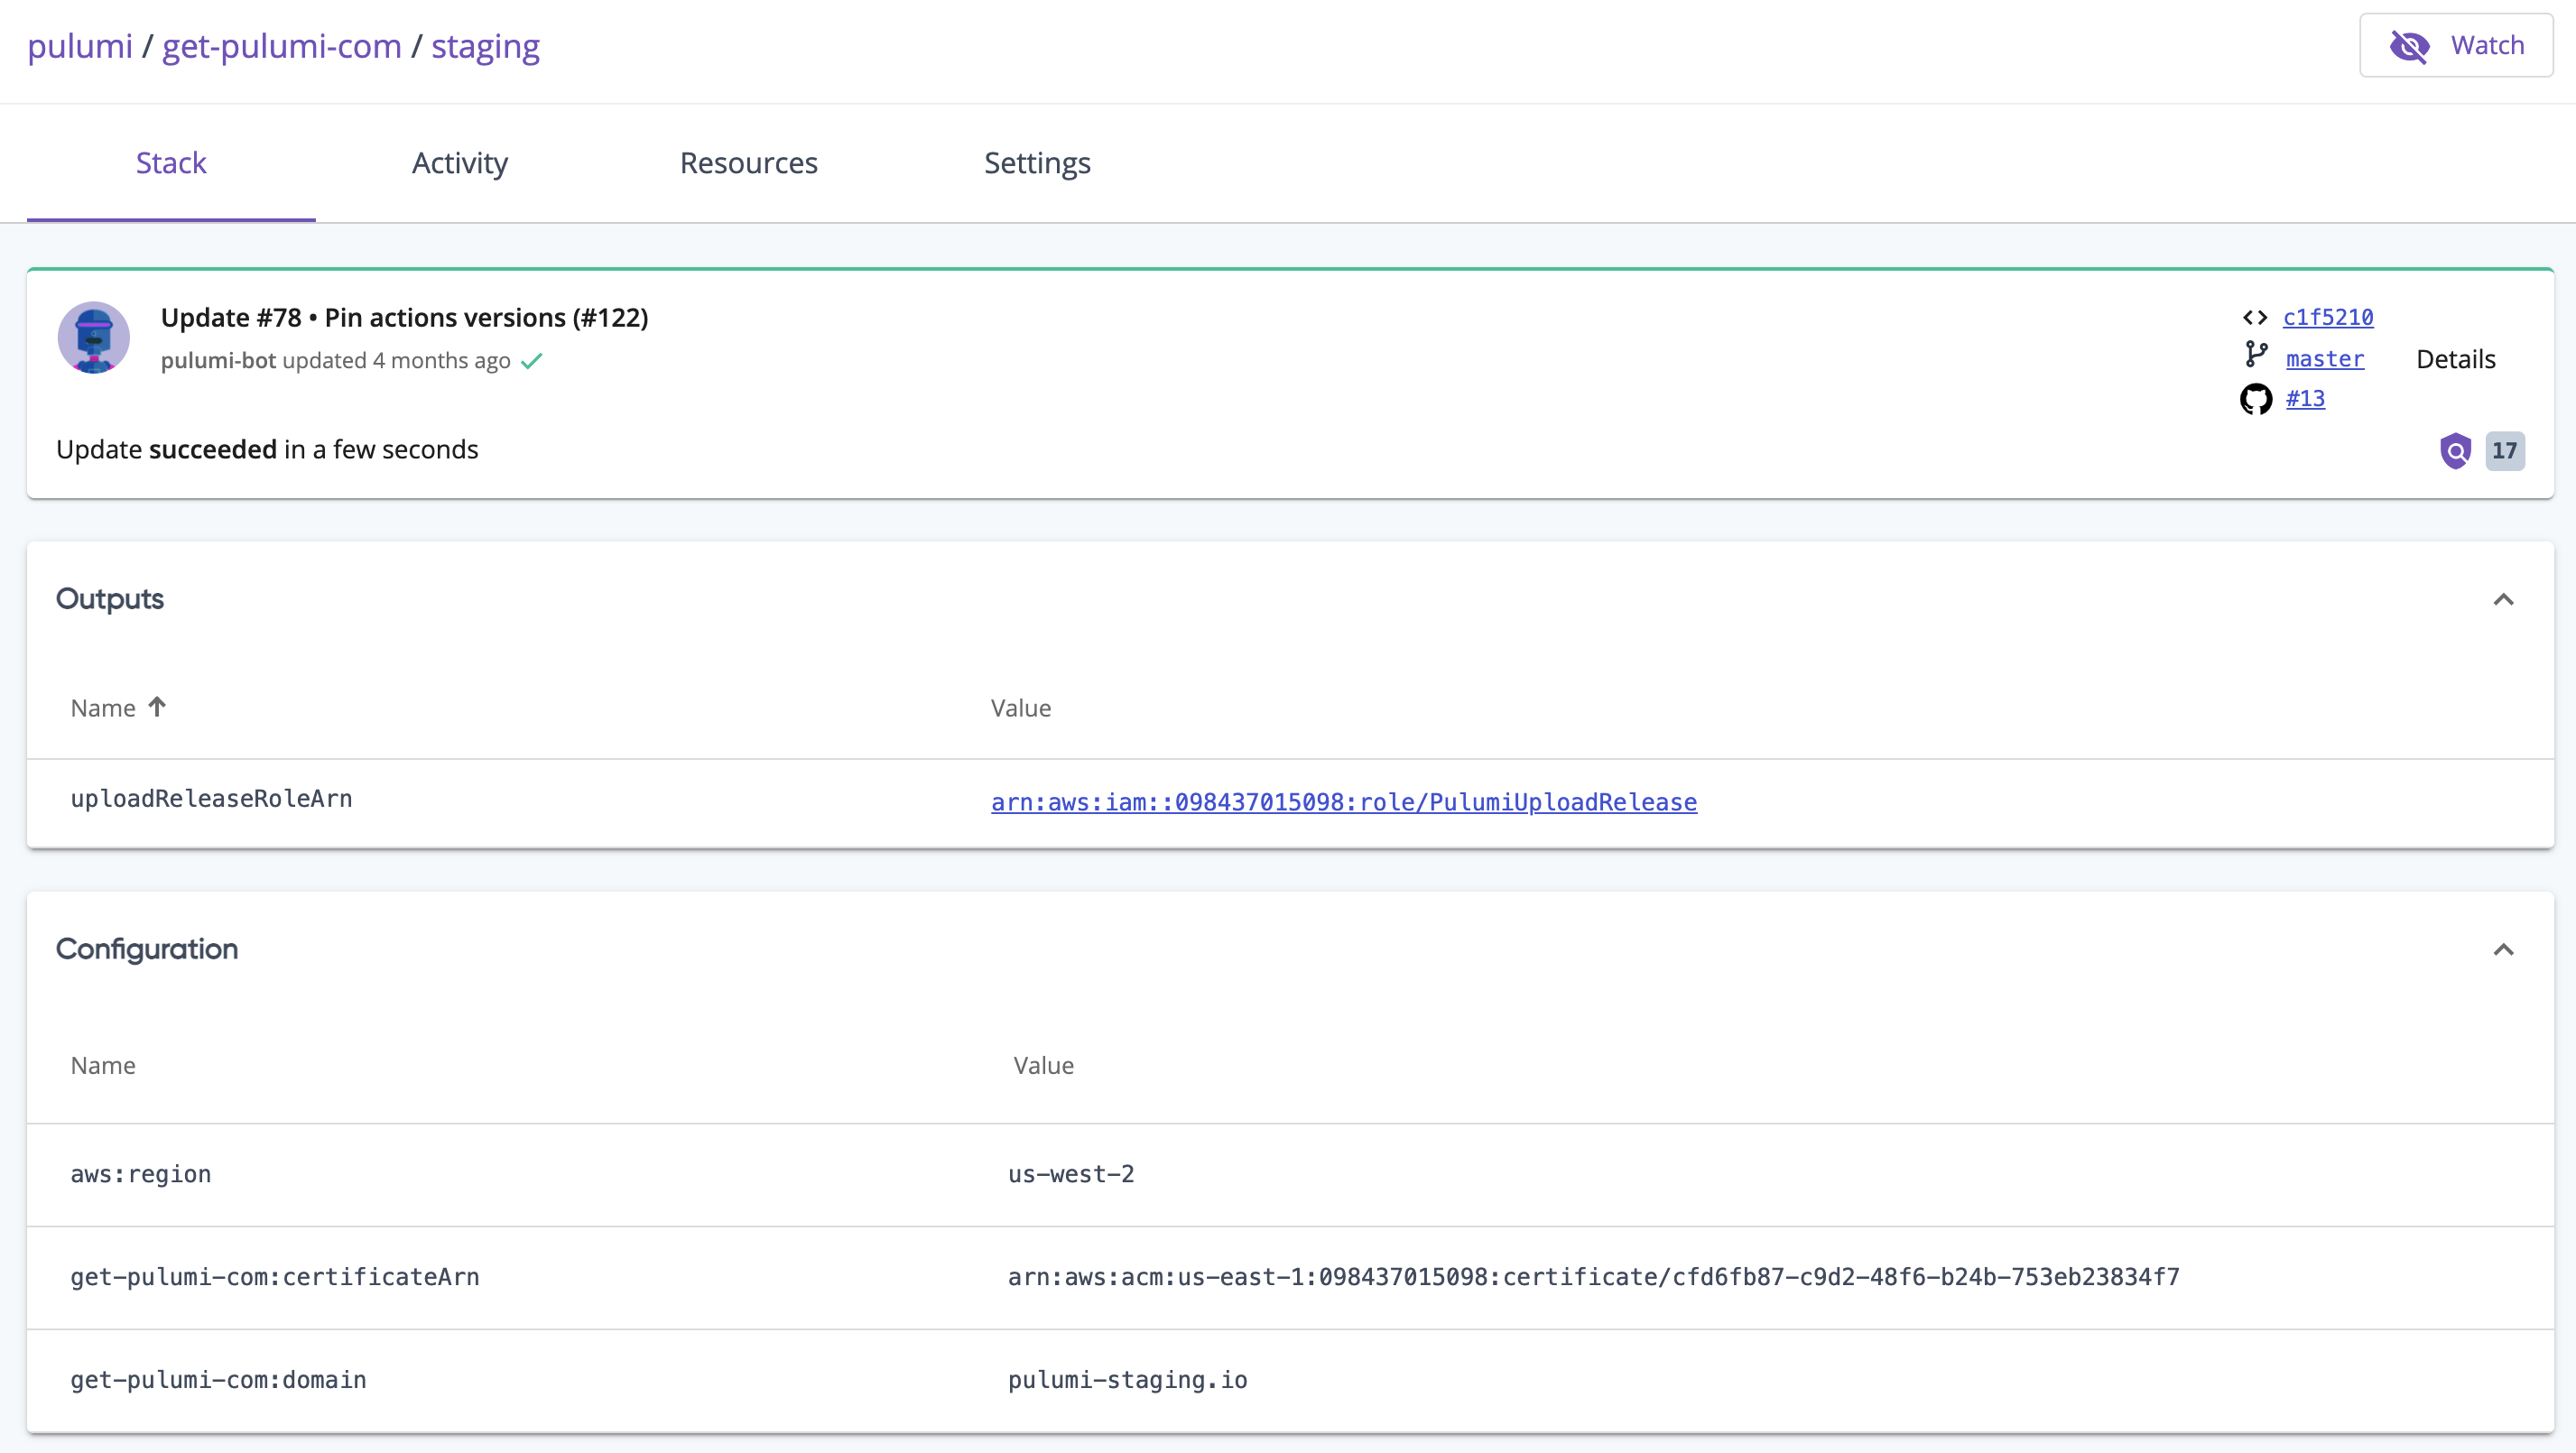 pulumi / get-pulumi-com / staging
Watch
Stack Activity Resources Settings
Update #78 • Pin actions versions (#122)
pulumi-bot updated 4 months ago
c1f5210
master
#13
Details
Update succeeded in a few seconds
17
Outputs
Name Value
uploadReleaseRoleArn arn:aws:iam::098437015098:role/PulumiUploadRelease
Configuration
Name Value
aws:region us-west-2
get-pulumi-com:certificateArn arn:aws:acm:us-east-1:098437015098:certificate/cfd6fb87-c9d2-48f6-b24b-753eb23834f7
get-pulumi-com:domain pulumi-staging.io